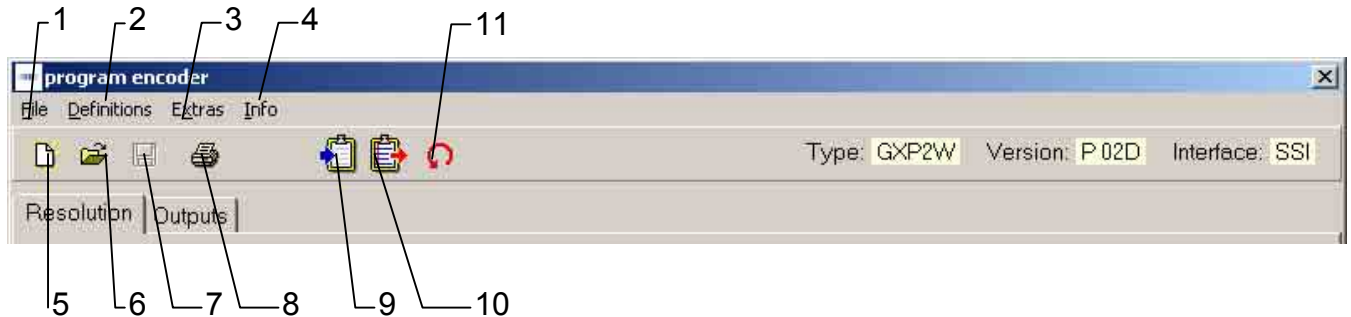 1 2 3 4 11
program encoder
File Definitions Extras Info
Type: GXP2W Version: P 02D Interface: SSI
Resolution Outputs
5 6 7 8 9 10